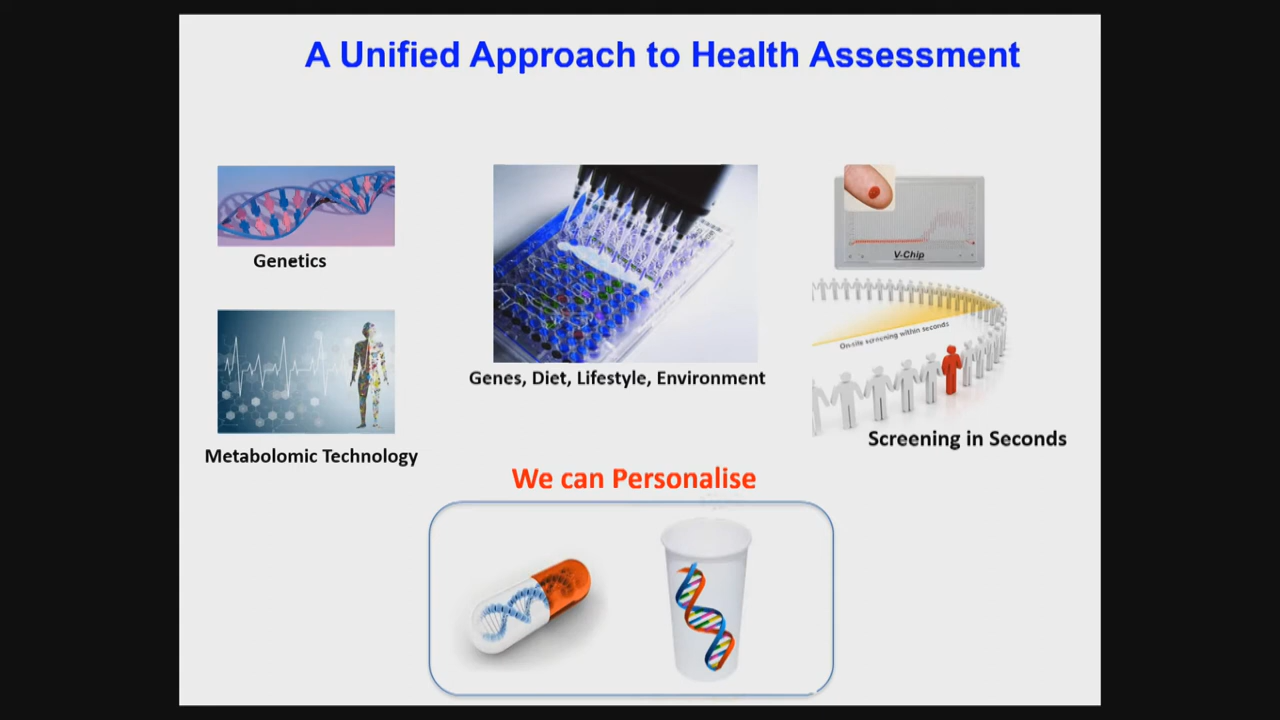 A Unified Approach to Health Assessment
Genetics
Metabolomic Technology
Genes, Diet, Lifestyle, Environment
V-Chip
On-site screening within seconds
Screening in Seconds
We can Personalise